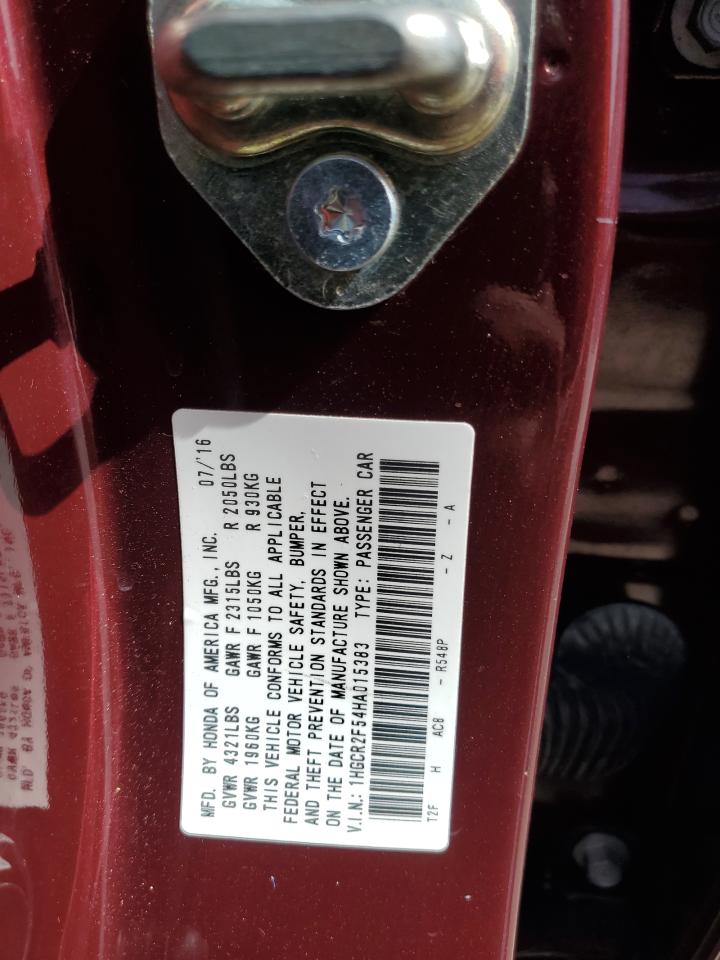 MFD. BY HONDA OF AMERICA MFG., INC. 07/'16
GVWR 4321LBS GAWR F 2315LBS R 2050LBS
GVWR 1960KG GAWR F 1050KG R 930KG
THIS VEHICLE CONFORMS TO ALL APPLICABLE
FEDERAL MOTOR VEHICLE SAFETY, BUMPER,
AND THEFT PREVENTION STANDARDS IN EFFECT
ON THE DATE OF MANUFACTURE SHOWN ABOVE.
V.I.N.: 1HGCR2F54HA015383 TYPE: PASSENGER CAR
T2F H AC8 - R548P - Z - A